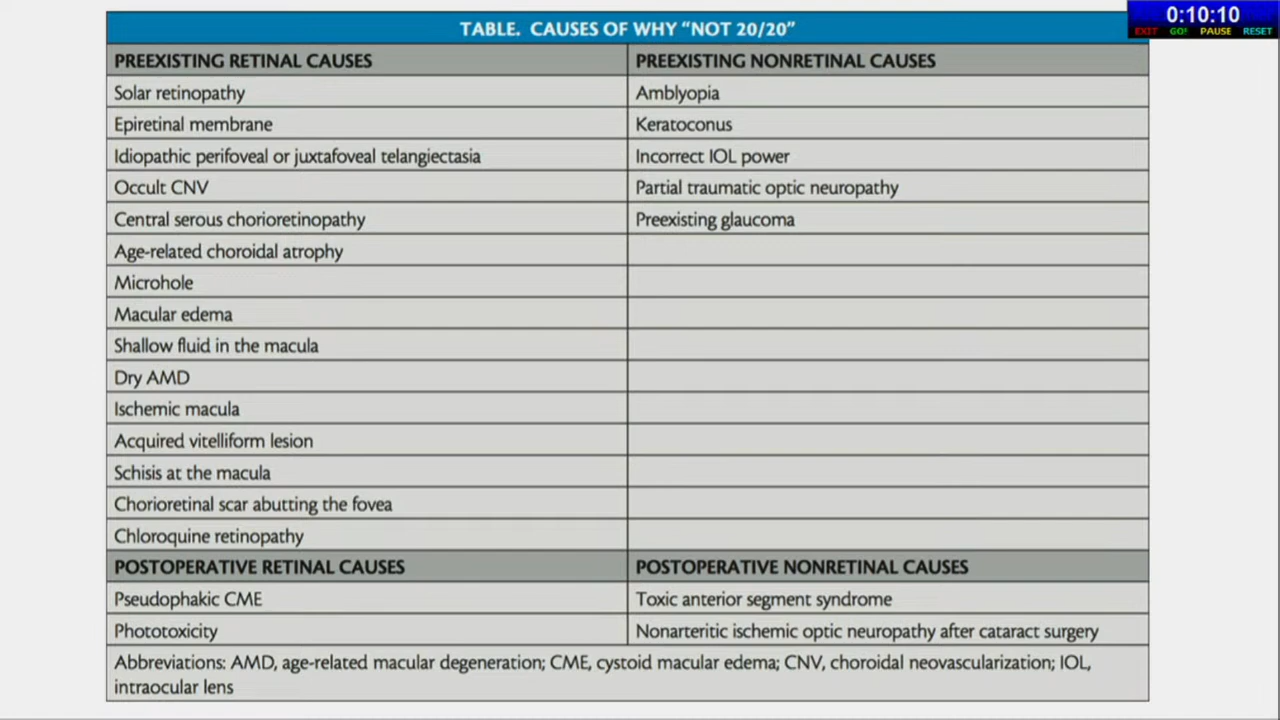 0:10:10
EXIT GO! PAUSE RESET
TABLE. CAUSES OF WHY “NOT 20/20”
PREEXISTING RETINAL CAUSES PREEXISTING NONRETINAL CAUSES
Solar retinopathy Amblyopia
Epiretinal membrane Keratoconus
Idiopathic perifoveal or juxtafoveal telangiectasia Incorrect IOL power
Occult CNV Partial traumatic optic neuropathy
Central serous chorioretinopathy Preexisting glaucoma
Age-related choroidal atrophy
Microhole
Macular edema
Shallow fluid in the macula
Dry AMD
Ischemic macula
Acquired vitelliform lesion
Schisis at the macula
Chorioretinal scar abutting the fovea
Chloroquine retinopathy
POSTOPERATIVE RETINAL CAUSES POSTOPERATIVE NONRETINAL CAUSES
Pseudophakic CME Toxic anterior segment syndrome
Phototoxicity Nonarteritic ischemic optic neuropathy after cataract surgery
Abbreviations: AMD, age-related macular degeneration; CME, cystoid macular edema; CNV, choroidal neovascularization; IOL,
intraocular lens